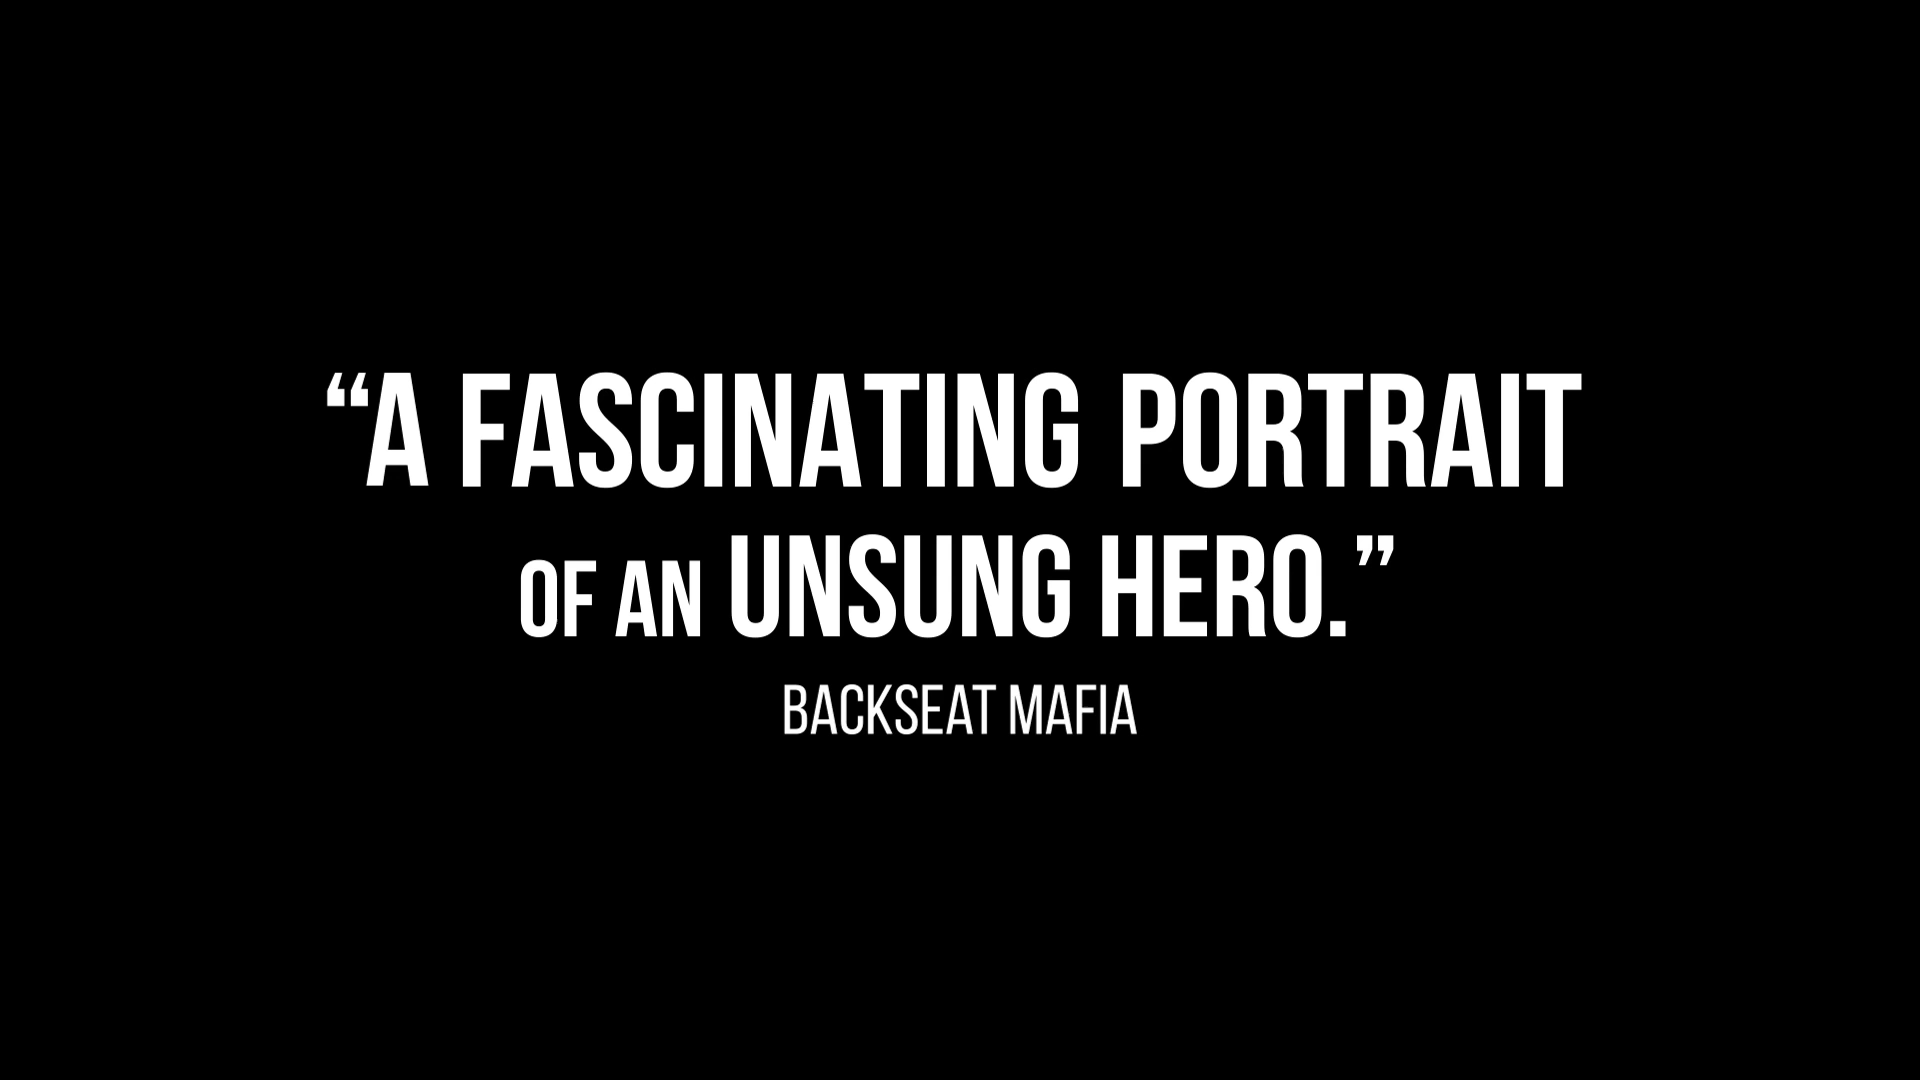 “A FASCINATING PORTRAIT
OF AN UNSUNG HERO.”
BACKSEAT MAFIA